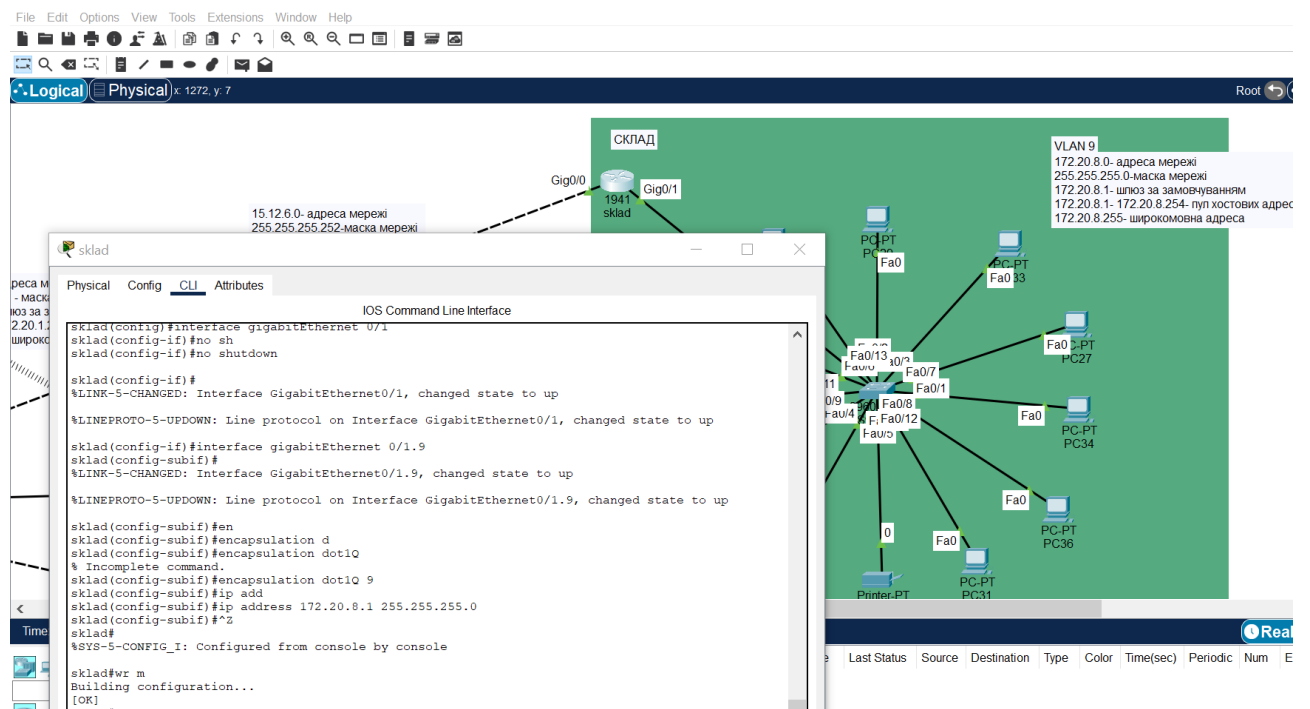 File Edit Options View Tools Extensions Window Help
Logical Physical x: 1272, y: 7
Root
СКЛАД
VLAN 9
172.20.8.0- адреса мережі
255.255.255.0-маска мережі
172.20.8.1- шлюз за замовчуванням
172.20.8.1- 172.20.8.254- пул хостових адрес
172.20.8.255- широкомовна адреса
Gig0/0
Gig0/1
1941
sklad
15.12.6.0- адреса мережі
255.255.255.252-маска мережі
PC-PT
Fa0
PC-PT
Fa0 33
Fa0 C-PT
PC27
Fa0/13
Fa0/7
Fa0/1
Fa0/8
Fa0/12
Fa0/4
Fa0/5
Fa0
PC-PT
PC34
Fa0
PC-PT
PC36
0
Fa0
PC-PT
PC31
Printer-PT
sklad
Physical Config CLI Attributes
IOS Command Line Interface
sklad(config)#interface gigabitEthernet 0/1
sklad(config-if)#no sh
sklad(config-if)#no shutdown
sklad(config-if)#
%LINK-5-CHANGED: Interface GigabitEthernet0/1, changed state to up
%LINEPROTO-5-UPDOWN: Line protocol on Interface GigabitEthernet0/1, changed state to up
sklad(config-if)#interface gigabitEthernet 0/1.9
sklad(config-subif)#
%LINK-5-CHANGED: Interface GigabitEthernet0/1.9, changed state to up
%LINEPROTO-5-UPDOWN: Line protocol on Interface GigabitEthernet0/1.9, changed state to up
sklad(config-subif)#en
sklad(config-subif)#encapsulation d
sklad(config-subif)#encapsulation dot1Q
% Incomplete command.
sklad(config-subif)#encapsulation dot1Q 9
sklad(config-subif)#ip add
sklad(config-subif)#ip address 172.20.8.1 255.255.255.0
sklad(config-subif)#^Z
sklad#
%SYS-5-CONFIG_I: Configured from console by console
sklad#wr m
Building configuration...
[OK]
Time
Real
Last Status Source Destination Type Color Time(sec) Periodic Num